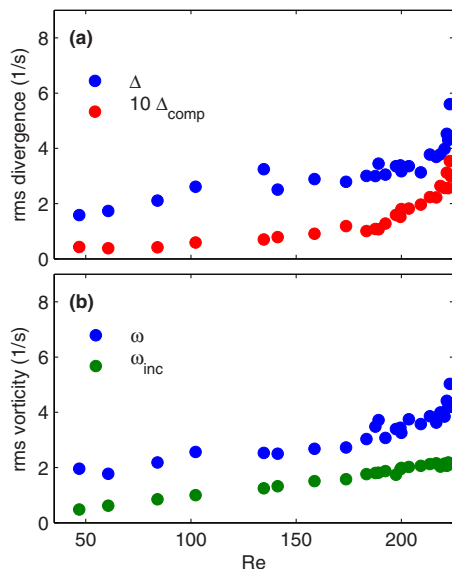 (a)
Δ
10 Δcomp
rms divergence (1/s)
8
6
4
2
0
(b)
ω
ωinc
rms vorticity (1/s)
8
6
4
2
0
50 100 150 200
Re